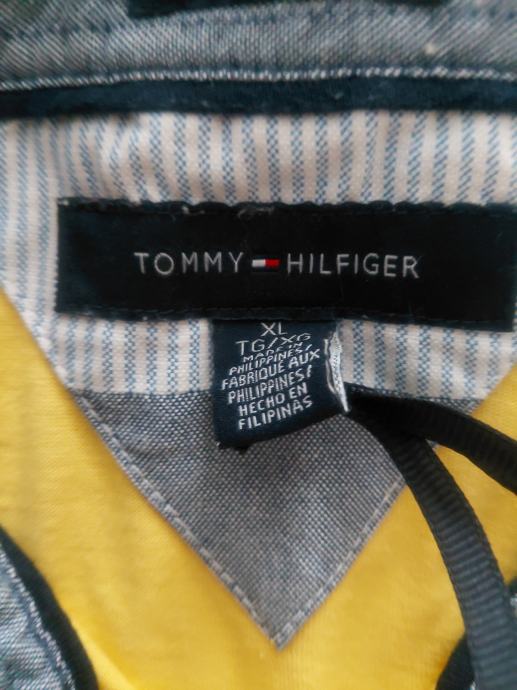 TOMMY HILFIGER
XL
TG/XG
MADE IN
PHILIPPINES/
FABRIQUE AUX
PHILIPPINES/
HECHO EN
FILIPINAS